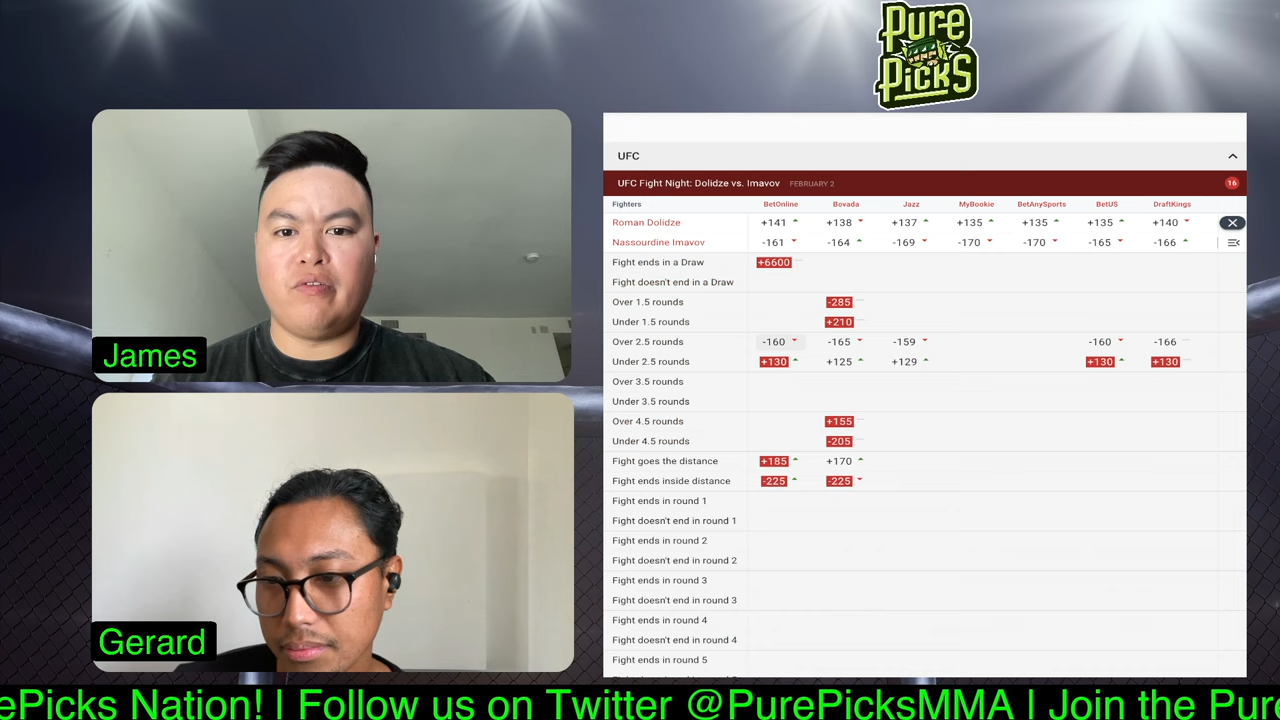 Pure
Picks
James
Gerard
UFC
UFC Fight Night: Dolidze vs. Imavov FEBRUARY 2 16
Fighters BetOnline Bovada Jazz MyBookie BetAnySports BetUS DraftKings
Roman Dolidze +141 +138 +137 +135 +135 +135 +140
Nassourdine Imavov -161 -164 -169 -170 -170 -165 -166
Fight ends in a Draw +6600
Fight doesn't end in a Draw
Over 1.5 rounds -285
Under 1.5 rounds +210
Over 2.5 rounds -160 -165 -159 -160 -166
Under 2.5 rounds +130 +125 +129 +130 +130
Over 3.5 rounds
Under 3.5 rounds
Over 4.5 rounds +155
Under 4.5 rounds -205
Fight goes the distance +185 +170
Fight ends inside distance -225 -225
Fight ends in round 1
Fight doesn't end in round 1
Fight ends in round 2
Fight doesn't end in round 2
Fight ends in round 3
Fight doesn't end in round 3
Fight ends in round 4
Fight doesn't end in round 4
Fight ends in round 5
ePicks Nation! | Follow us on Twitter @PurePicksMMA | Join the Pure